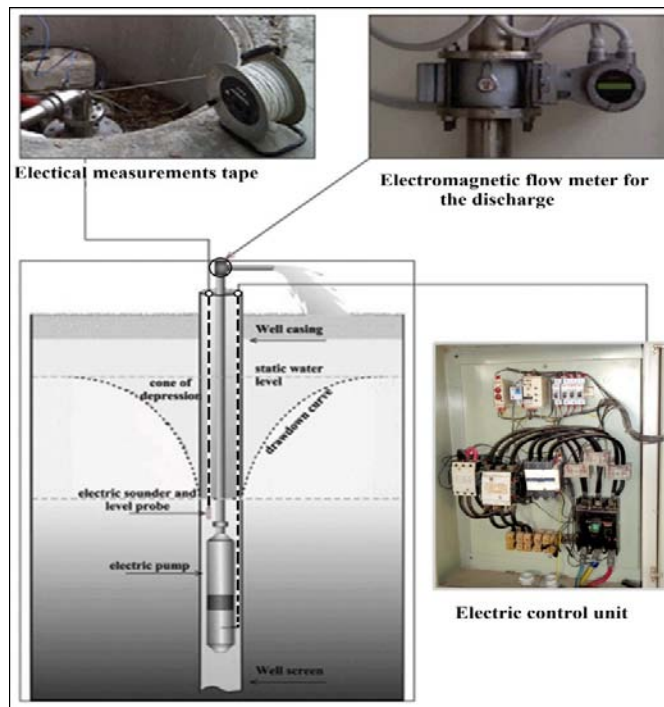 Electical measurements tape
Electromagnetic flow meter for
the discharge
Well casing
static water
level
cone of
depression
drawdown curve
electric sounder and
level probe
electric pump
Electric control unit
Well screen